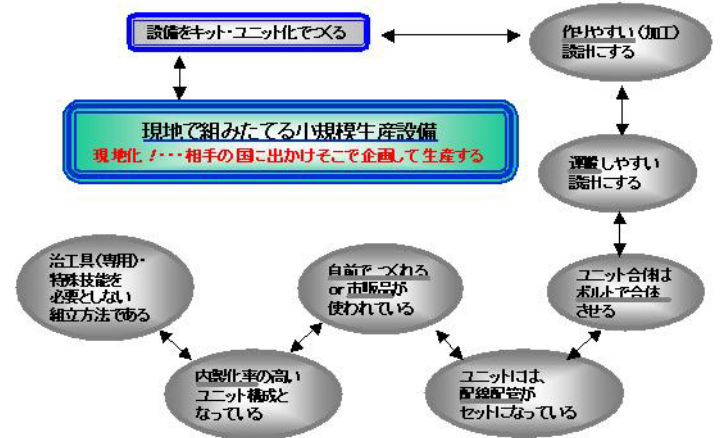 設備をキット・ユニット化でつくる
作りやすい(加工)
設計にする
現地で組みたてる小規模生産設備
現地化!・・・相手の国に出かけそこで企画して生産する
運搬しやすい
設計にする
治工具(専用)・
特殊技能を
必要としない
組立方法である
自前でつくれる
or市販品が
使われている
ユニット合体は
ボルトで合体
させる
内製化率の高い
ユニット構成と
なっている
ユニットには、
配線配管が
セットになっている